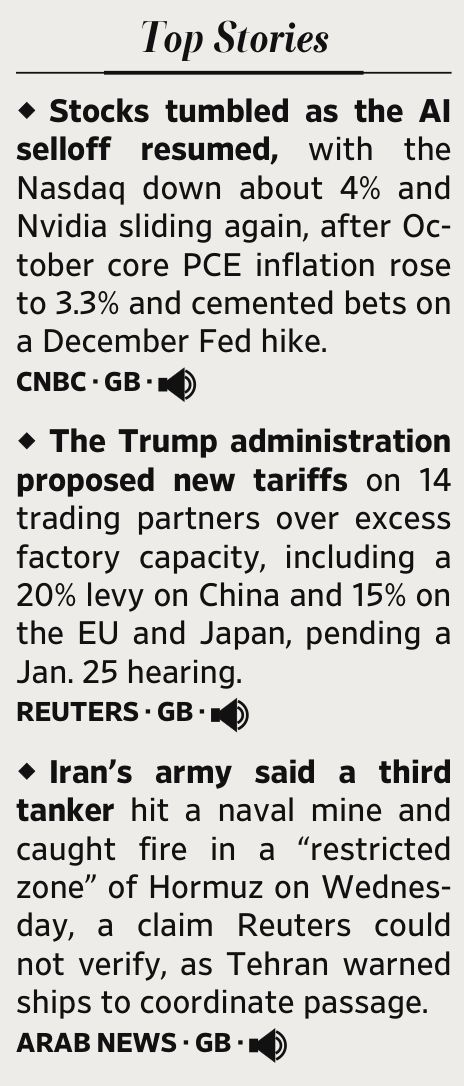 Top Stories
◆ Stocks tumbled as the AI
selloff resumed, with the
Nasdaq down about 4% and
Nvidia sliding again, after Oc-
tober core PCE inflation rose
to 3.3% and cemented bets on
a December Fed hike.
CNBC · GB ·
◆ The Trump administration
proposed new tariffs on 14
trading partners over excess
factory capacity, including a
20% levy on China and 15% on
the EU and Japan, pending a
Jan. 25 hearing.
REUTERS · GB ·
◆ Iran’s army said a third
tanker hit a naval mine and
caught fire in a “restricted
zone” of Hormuz on Wednes-
day, a claim Reuters could
not verify, as Tehran warned
ships to coordinate passage.
ARAB NEWS · GB ·